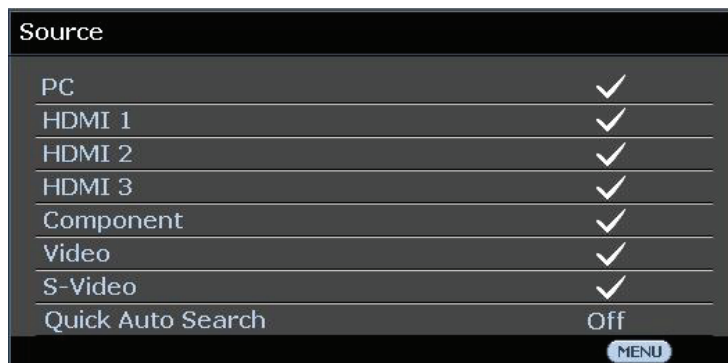 Source
PC
HDMI 1
HDMI 2
HDMI 3
Component
Video
S-Video
Quick Auto Search Off
MENU